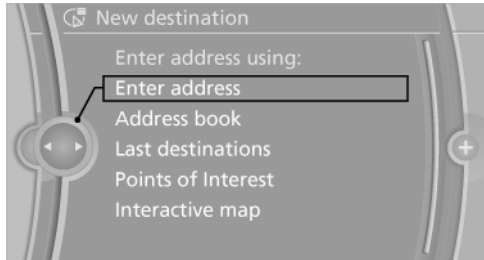 New destination
Enter address using:
Enter address
Address book
Last destinations
Points of Interest
Interactive map